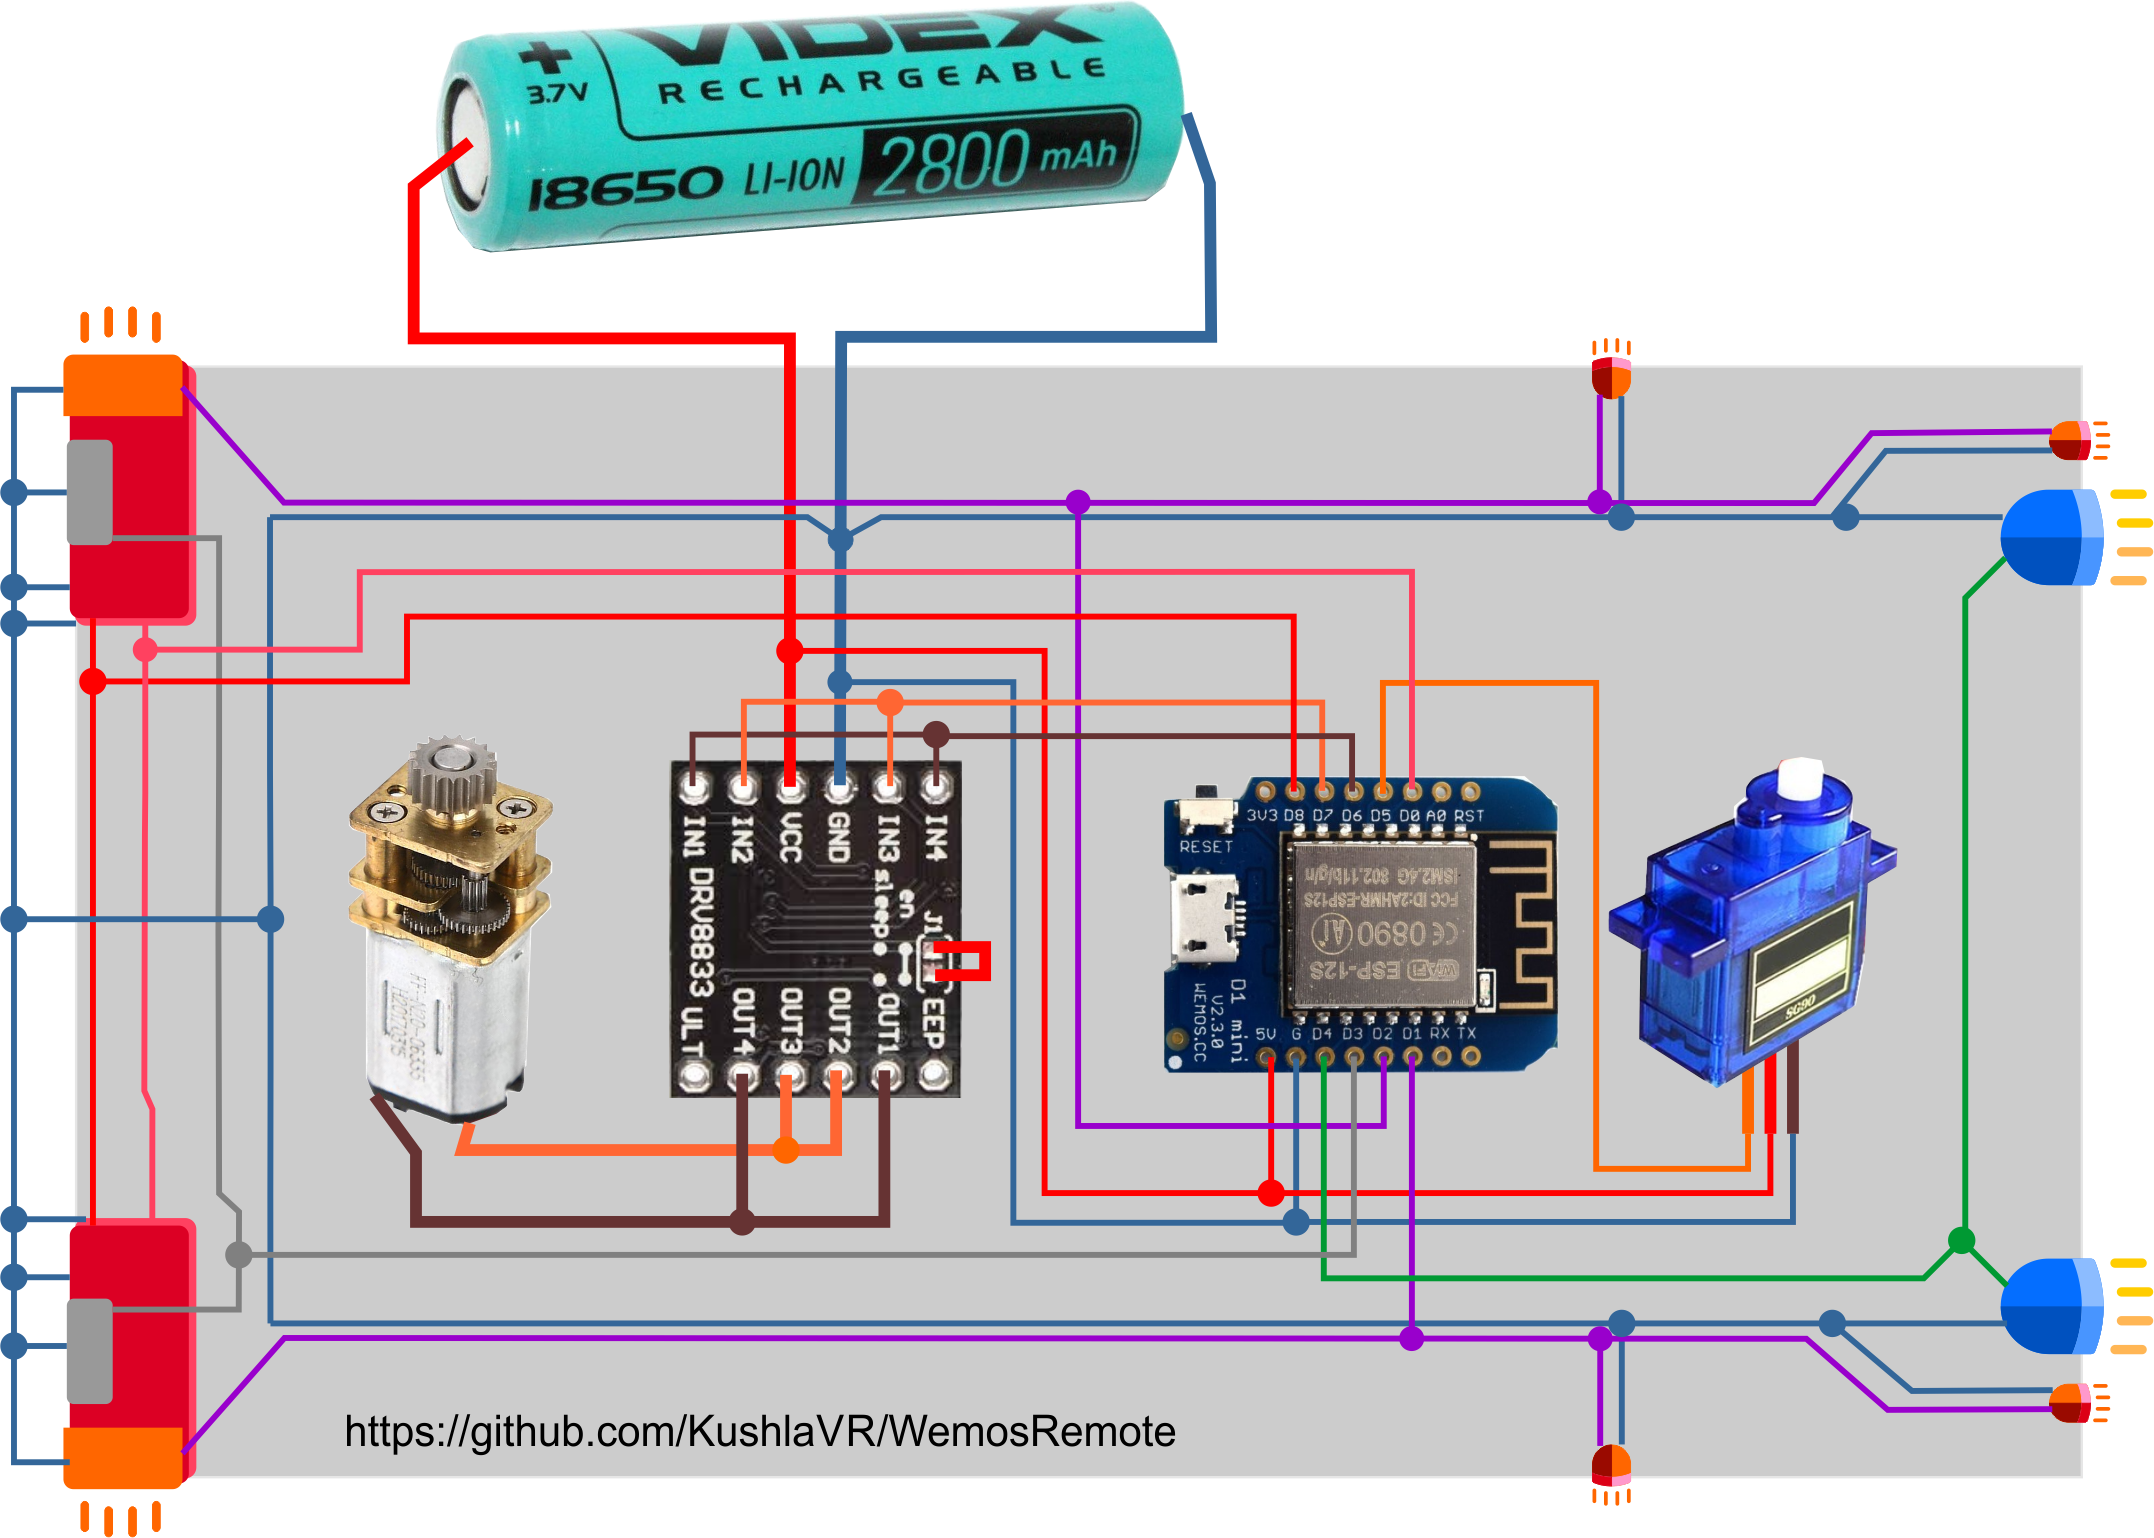 VIDEX
+
3.7V
RECHARGEABLE
18650 LI-ION 2800 mAh
IN1 IN2 VCC GND IN3 IN4
DRV8833 ULT
sleep
en
J1
OUT4 OUT3 OUT2 OUT1 EEP
3V3 D8 D7 D6 D5 D0 A0 RST
RESET
ISM2.4G 802.11b/g/n
FCC ID:2AHMR-ESP12S
Ai CE0890
WiFi ESP-12S
D1 mini
V2.3.0
WEMOS.CC
5V G D4 D3 D2 D1 RX TX
SG90
https://github.com/KushlaVR/WemosRemote